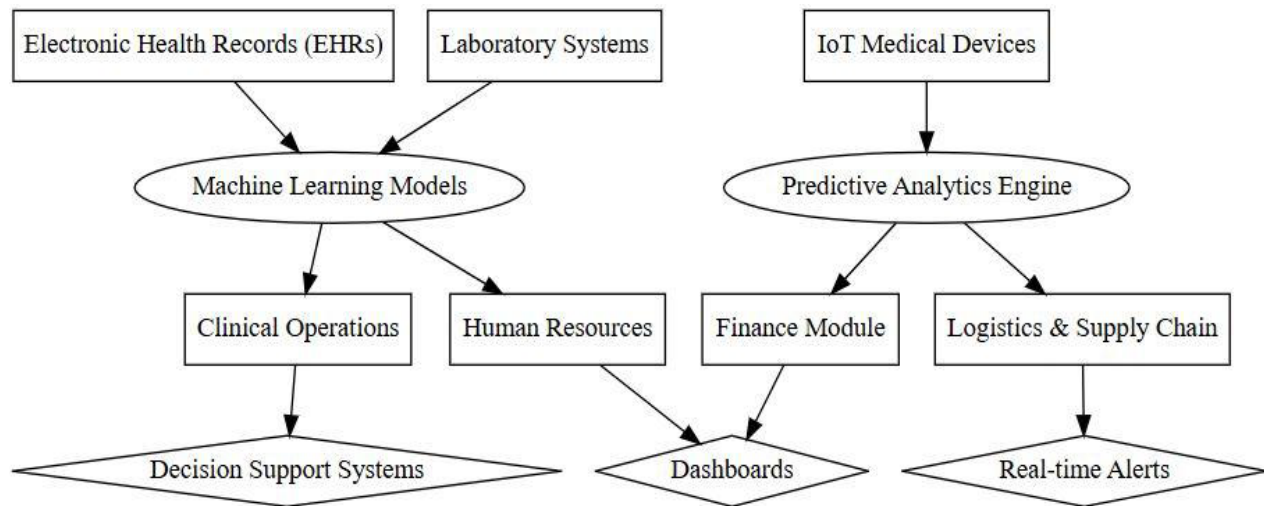 Electronic Health Records (EHRs)
Laboratory Systems
IoT Medical Devices
Machine Learning Models
Predictive Analytics Engine
Clinical Operations
Human Resources
Finance Module
Logistics & Supply Chain
Decision Support Systems
Dashboards
Real-time Alerts